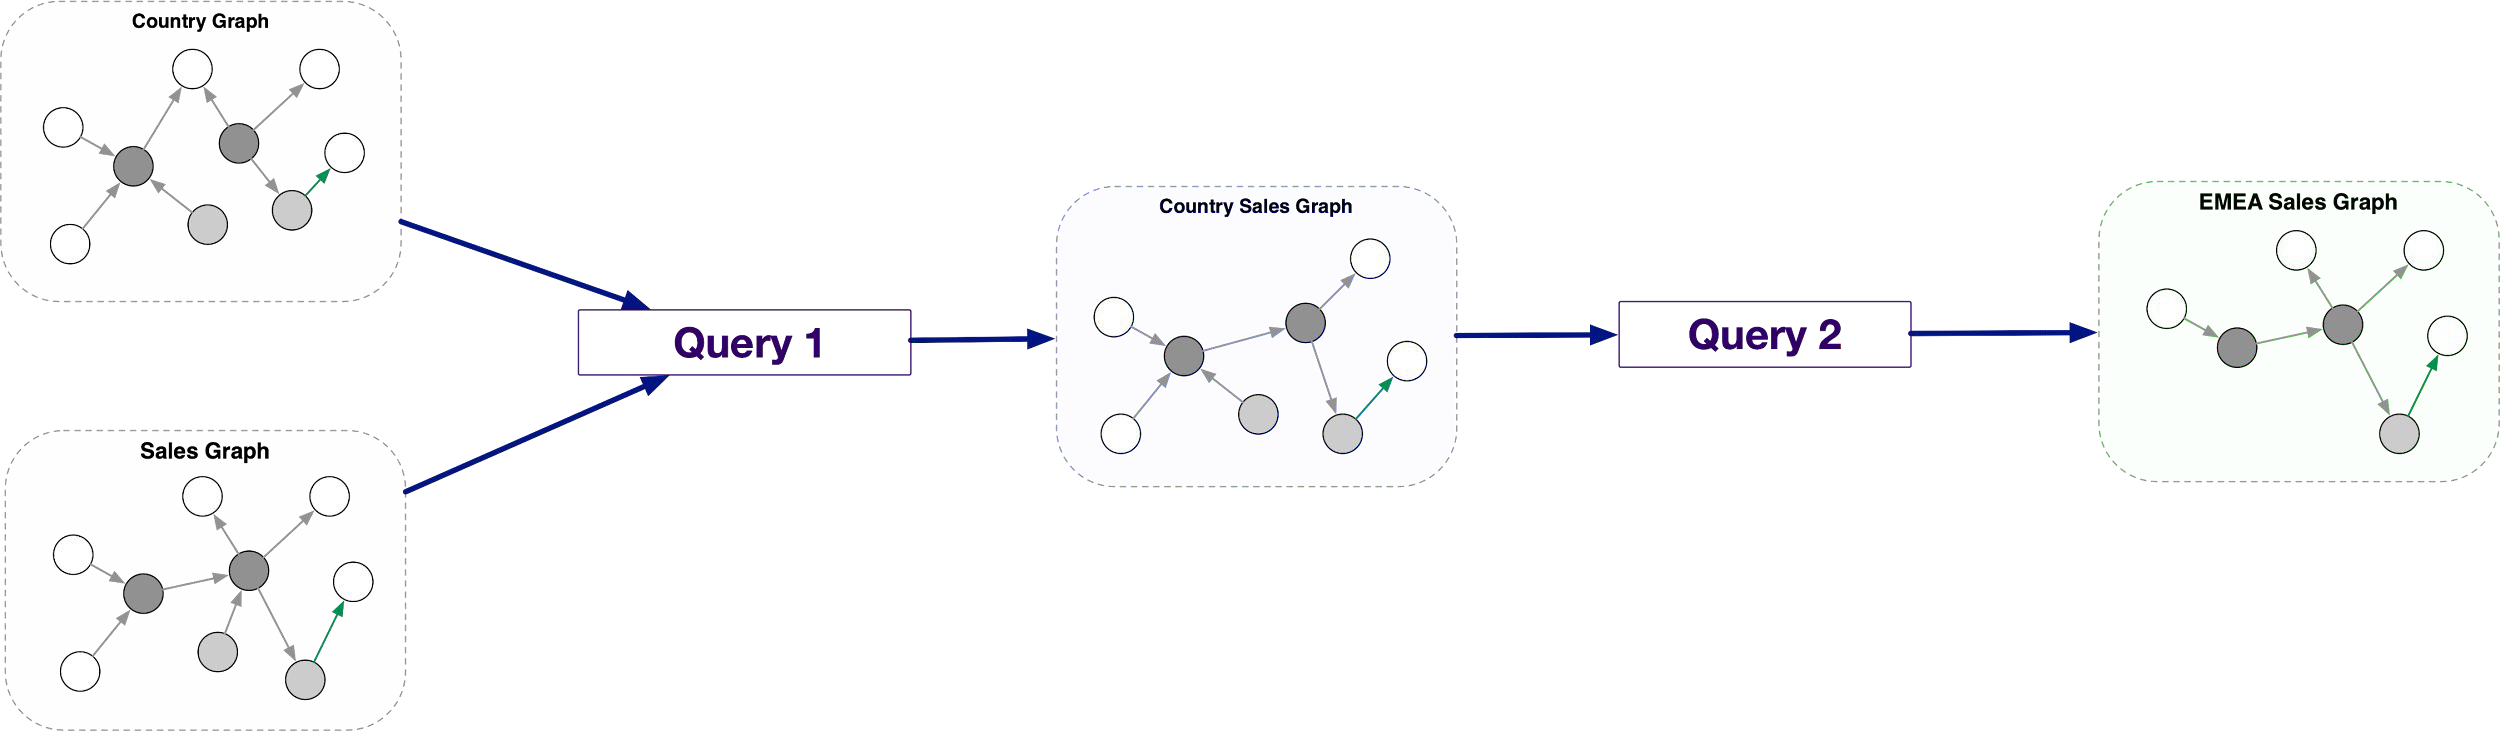 Country Graph
Sales Graph
Query 1
Country Sales Graph
Query 2
EMEA Sales Graph